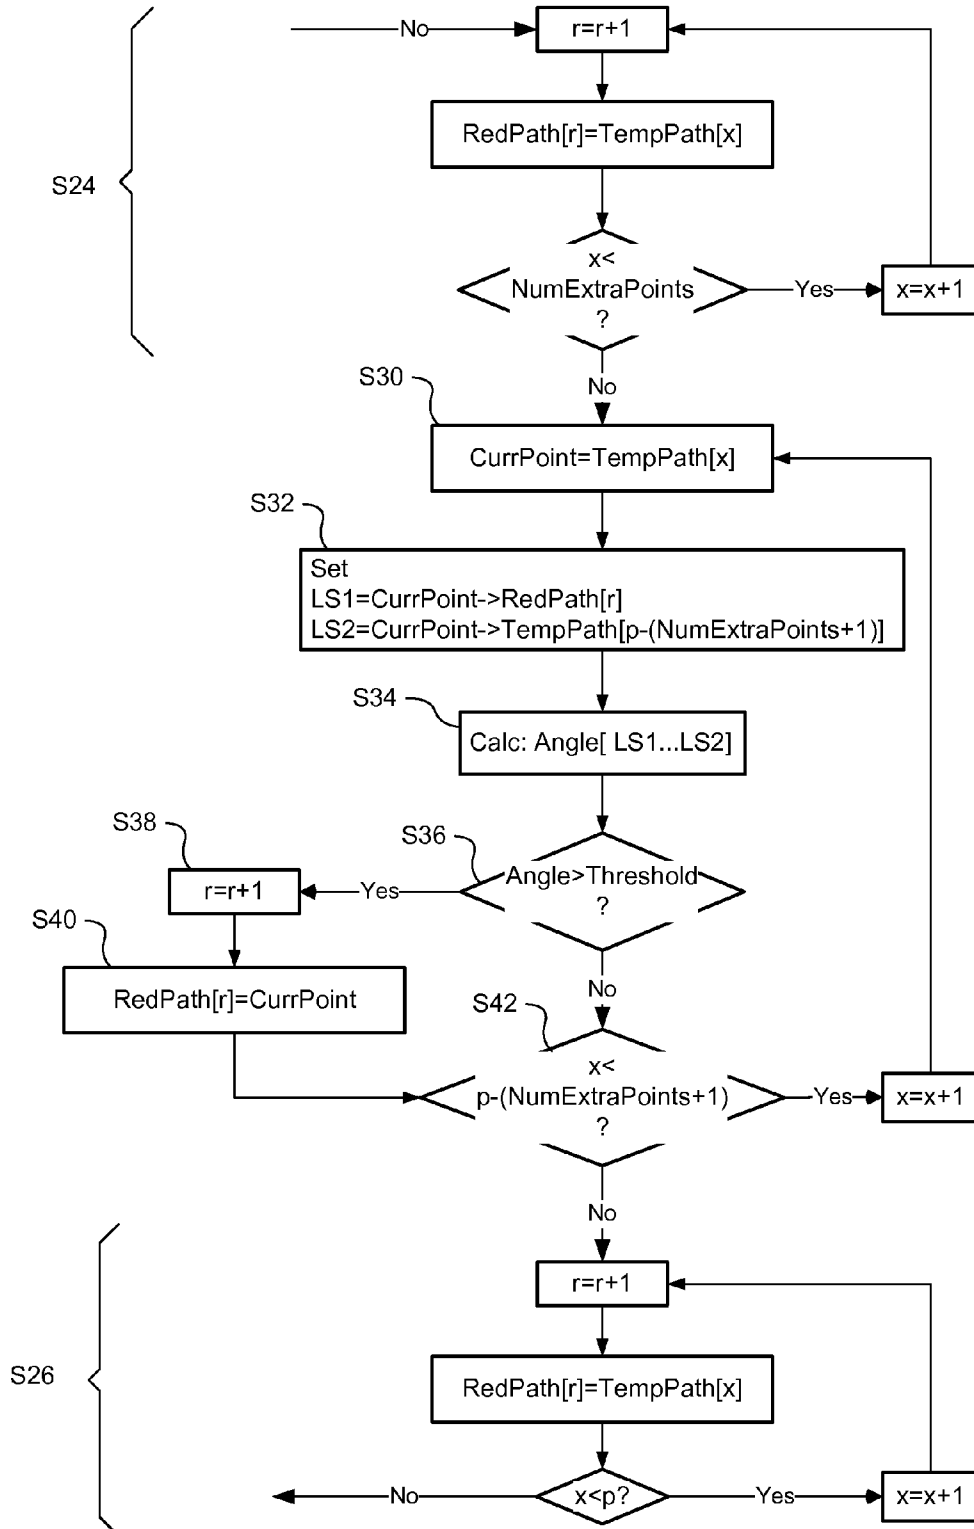 No
r=r+1
RedPath[r]=TempPath[x]
S24
x<
NumExtraPoints
?
Yes
x=x+1
No
S30
CurrPoint=TempPath[x]
S32
Set
LS1=CurrPoint->RedPath[r]
LS2=CurrPoint->TempPath[p-(NumExtraPoints+1)]
S34
Calc: Angle[ LS1...LS2]
S38
S36
Angle>Threshold
?
Yes
r=r+1
S40
RedPath[r]=CurrPoint
No
S42
x<
p-(NumExtraPoints+1)
?
Yes
x=x+1
No
r=r+1
S26
RedPath[r]=TempPath[x]
x<p?
No
Yes
x=x+1